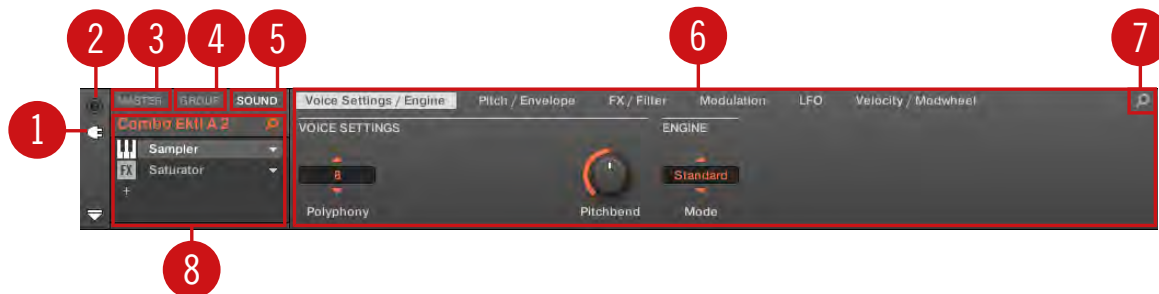 2 3 4 5 6 7
MASTER GROUP SOUND Voice Settings / Engine Pitch / Envelope FX / Filter Modulation LFO Velocity / Modwheel
1 Combo EKII A 2 VOICE SETTINGS ENGINE
Sampler
FX Saturator 8 Standard
+
Polyphony Pitchbend Mode
8